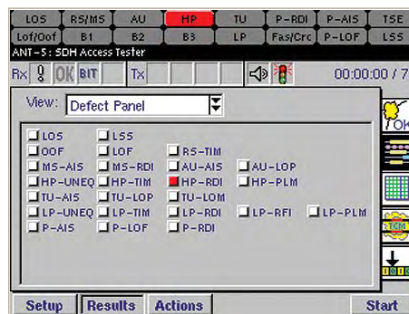 LOS RS/MS AU HP TU P-RDI P-AIS TSE
Lof/Oof B1 B2 B3 LP Fas/Crc P-LOF LSS
ANT-5: SDH Access Tester
Rx OK BIT Tx 00:00:00 / 7
View: Defect Panel
LOS LSS
OOF LOF RS-TIM
MS-AIS MS-RDI AU-AIS AU-LOP
HP-UNEQ HP-TIM HP-RDI HP-PLM
TU-AIS TU-LOP TU-LOM
LP-UNEQ LP-TIM LP-RDI LP-RFI LP-PLM
P-AIS P-LOF P-RDI
OK
TCM
Setup Results Actions Start